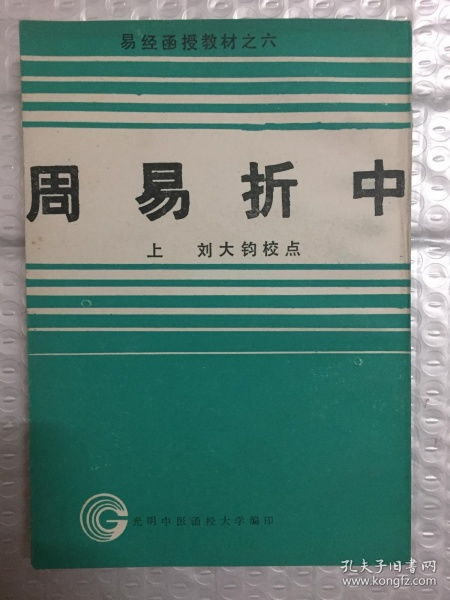 易经函授教材之六
周易折中
上 刘大钧校点
光明中医函授大学编印
孔夫子旧书网
www.kongfz.com